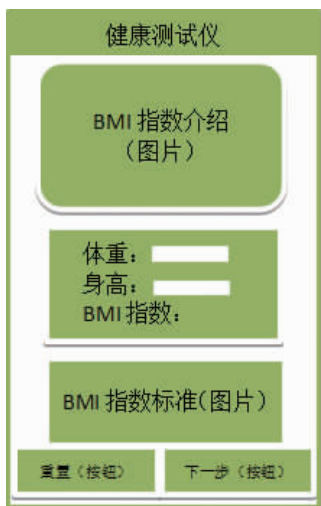 健康测试仪
BMI 指数介绍
（图片）
体重：
身高：
BMI 指数：
BMI 指数标准（图片）
重置（按钮）
下一步（按钮）